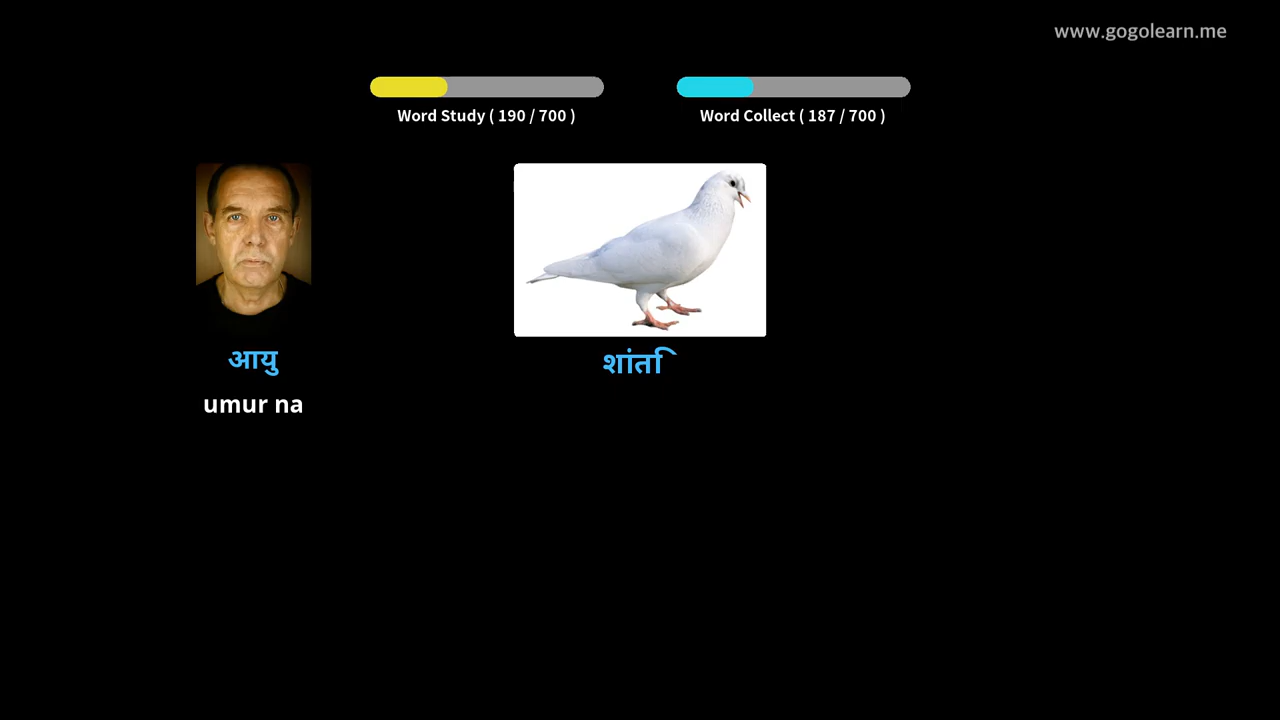 www.gogolearn.me
Word Study ( 190 / 700 )
Word Collect ( 187 / 700 )
आयु
शांति
umur na